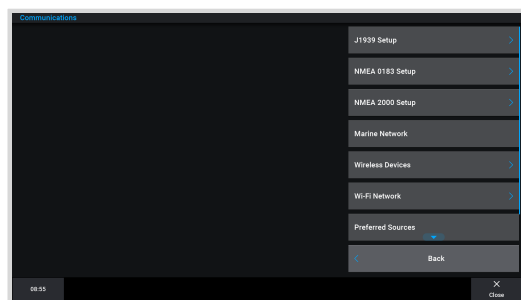 Communications
J1939 Setup
NMEA 0183 Setup
NMEA 2000 Setup
Marine Network
Wireless Devices
Wi-Fi Network
Preferred Sources
Back
08:55
Close